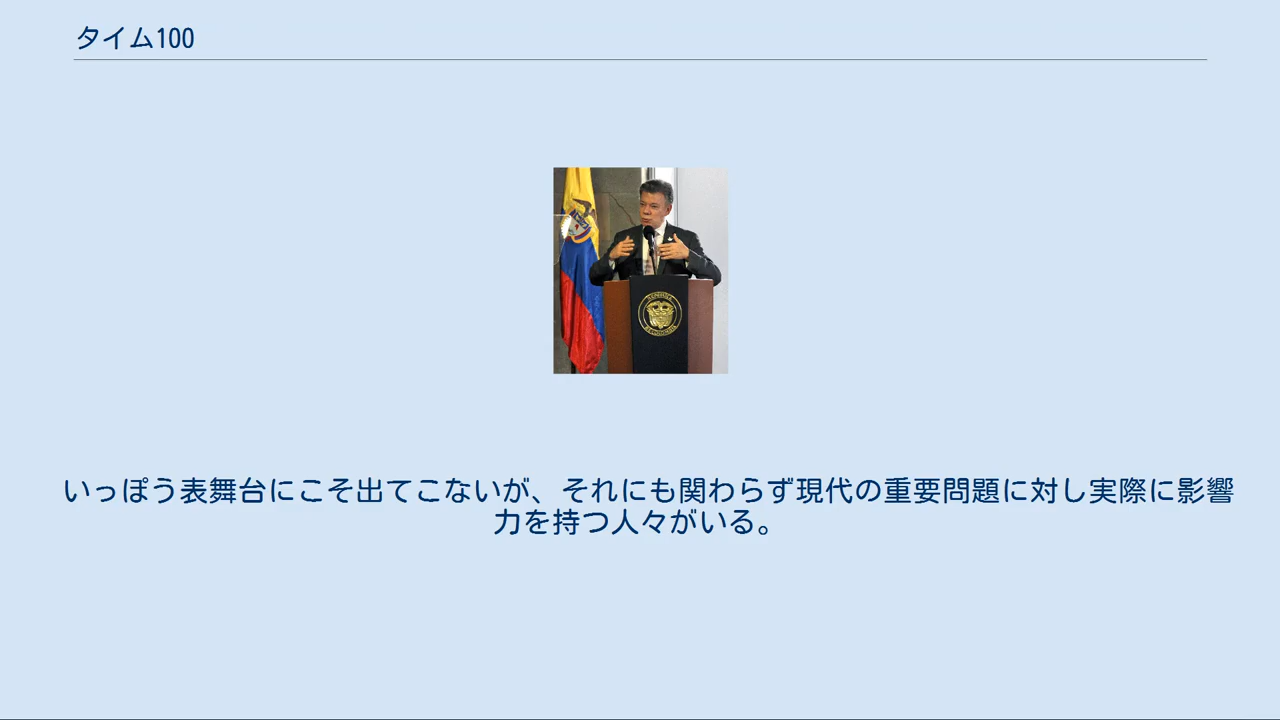 タイム100
いっぽう表舞台にこそ出てこないが、それにも関わらず現代の重要問題に対し実際に影響
力を持つ人々がいる。